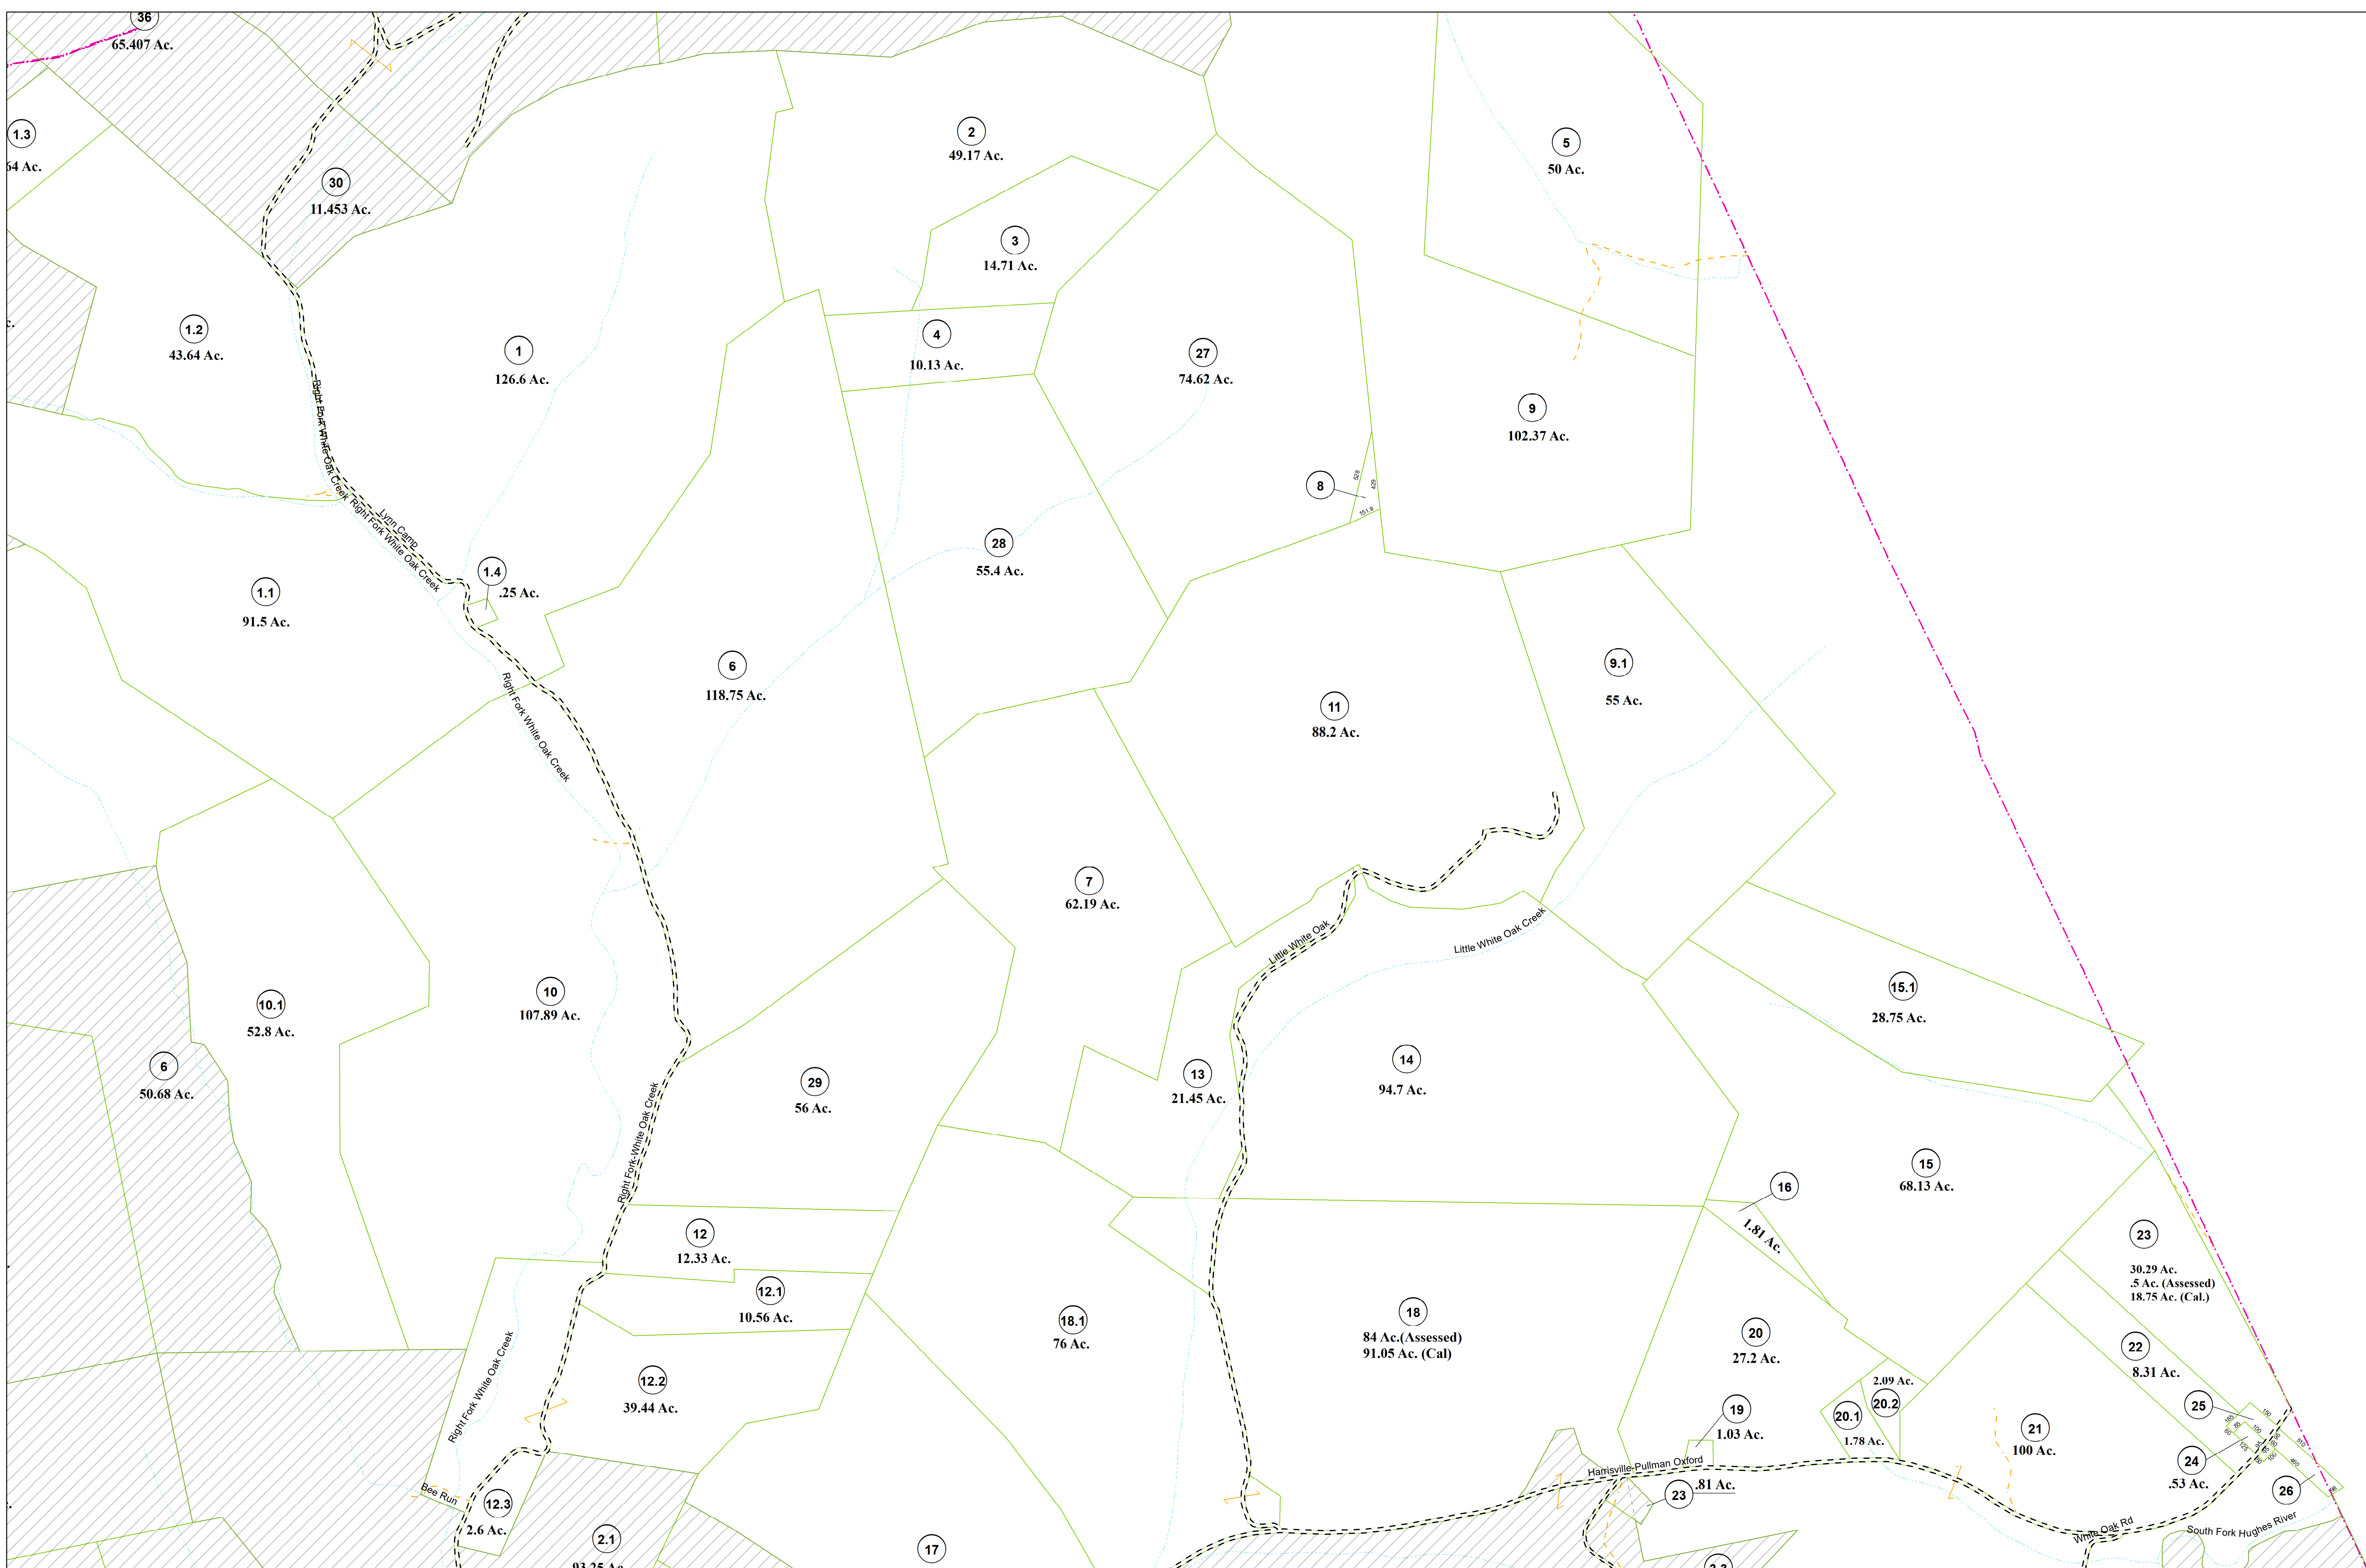 36
65.407 Ac.
1.3
64 Ac.
30
11.453 Ac.
2
49.17 Ac.
5
50 Ac.
3
14.71 Ac.
1.2
43.64 Ac.
1
126.6 Ac.
4
10.13 Ac.
27
74.62 Ac.
9
102.37 Ac.
Right Fork White Oak Creek
8
528
429
151.8
Lynn Camp
Right Fork White Oak Creek
28
55.4 Ac.
1.4
.25 Ac.
1.1
91.5 Ac.
6
118.75 Ac.
9.1
55 Ac.
Right Fork White Oak Creek
11
88.2 Ac.
7
62.19 Ac.
Little White Oak
Little White Oak Creek
10.1
52.8 Ac.
10
107.89 Ac.
15.1
28.75 Ac.
6
50.68 Ac.
29
56 Ac.
13
21.45 Ac.
14
94.7 Ac.
Right Fork-White Oak Creek
15
68.13 Ac.
16
1.81 Ac.
12
12.33 Ac.
23
30.29 Ac.
.5 Ac. (Assessed)
18.75 Ac. (Cal.)
12.1
10.56 Ac.
18.1
76 Ac.
18
84 Ac.(Assessed)
91.05 Ac. (Cal)
20
27.2 Ac.
22
8.31 Ac.
Right Fork White Oak Creek
12.2
39.44 Ac.
2.09 Ac.
20.2
20.1
1.78 Ac.
19
1.03 Ac.
25
21
100 Ac.
24
.53 Ac.
26
Harrisville-Pullman Oxford
23
.81 Ac.
Bee Run
12.3
2.6 Ac.
2.1
93.25 Ac.
17
White Oak Rd
South Fork Hughes River